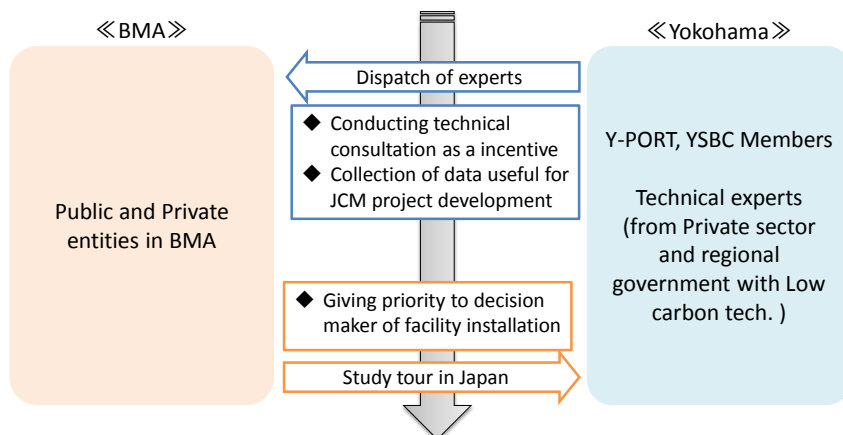 ≪BMA≫
≪Yokohama≫
Dispatch of experts
◆ Conducting technical
consultation as a incentive
◆ Collection of data useful for
JCM project development
Public and Private
entities in BMA
Y-PORT, YSBC Members
Technical experts
(from Private sector
and regional
government with Low
carbon tech. )
◆ Giving priority to decision
maker of facility installation
Study tour in Japan